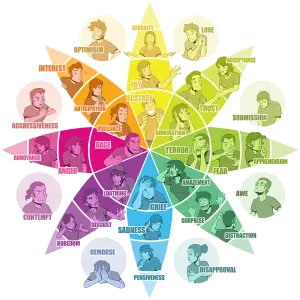 SERENITY
OPTIMISIM
LOVE
INTEREST
JOY
ACCEPTANCE
ANTICIPATION
ECSTASY
TRUST
AGGRESSIVENESS
VIGILANCE
ADMIRATION
SUBMISSION
ANNOYANCE
ANGER
RAGE
TERROR
FEAR
APPREHENSION
CONTEMPT
LOATHING
AMAZEMENT
AWE
DISGUST
GRIEF
SURPRISE
BOREDOM
SADNESS
DISTRACTION
REMORSE
PENSIVENESS
DISAPPROVAL